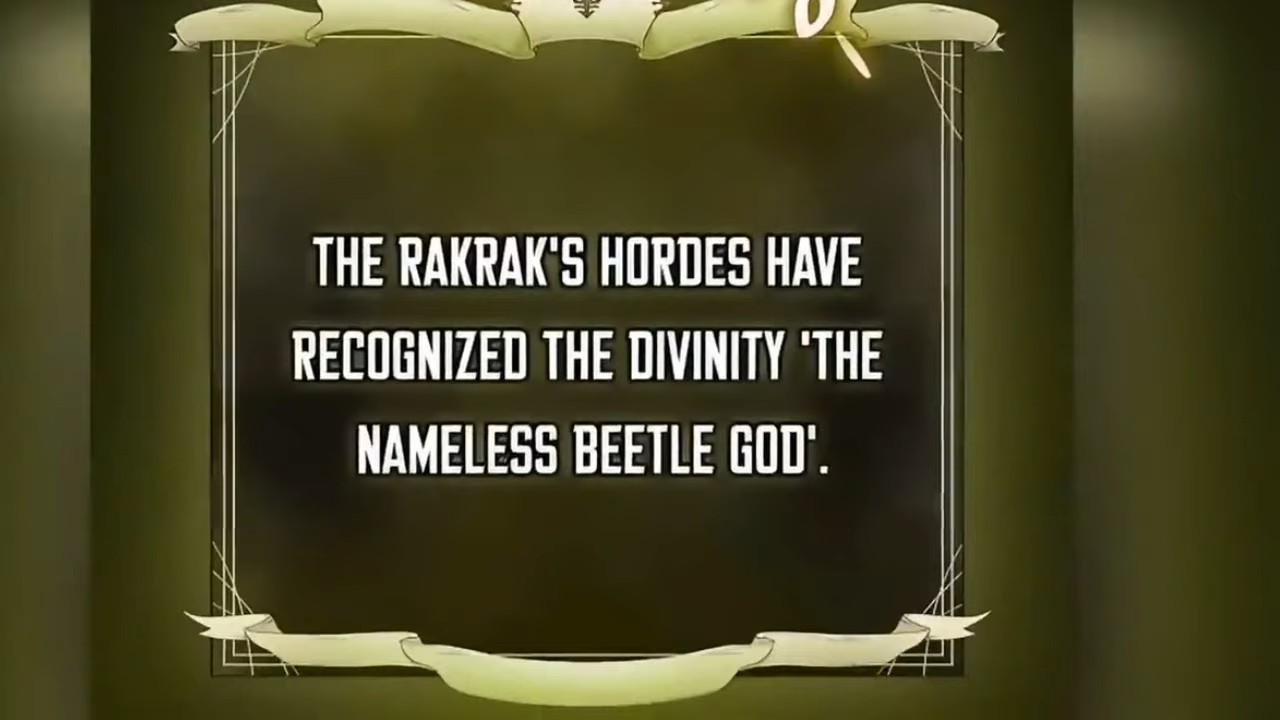 THE RAKRAK'S HORDES HAVE
RECOGNIZED THE DIVINITY 'THE
NAMELESS BEETLE GOD'.